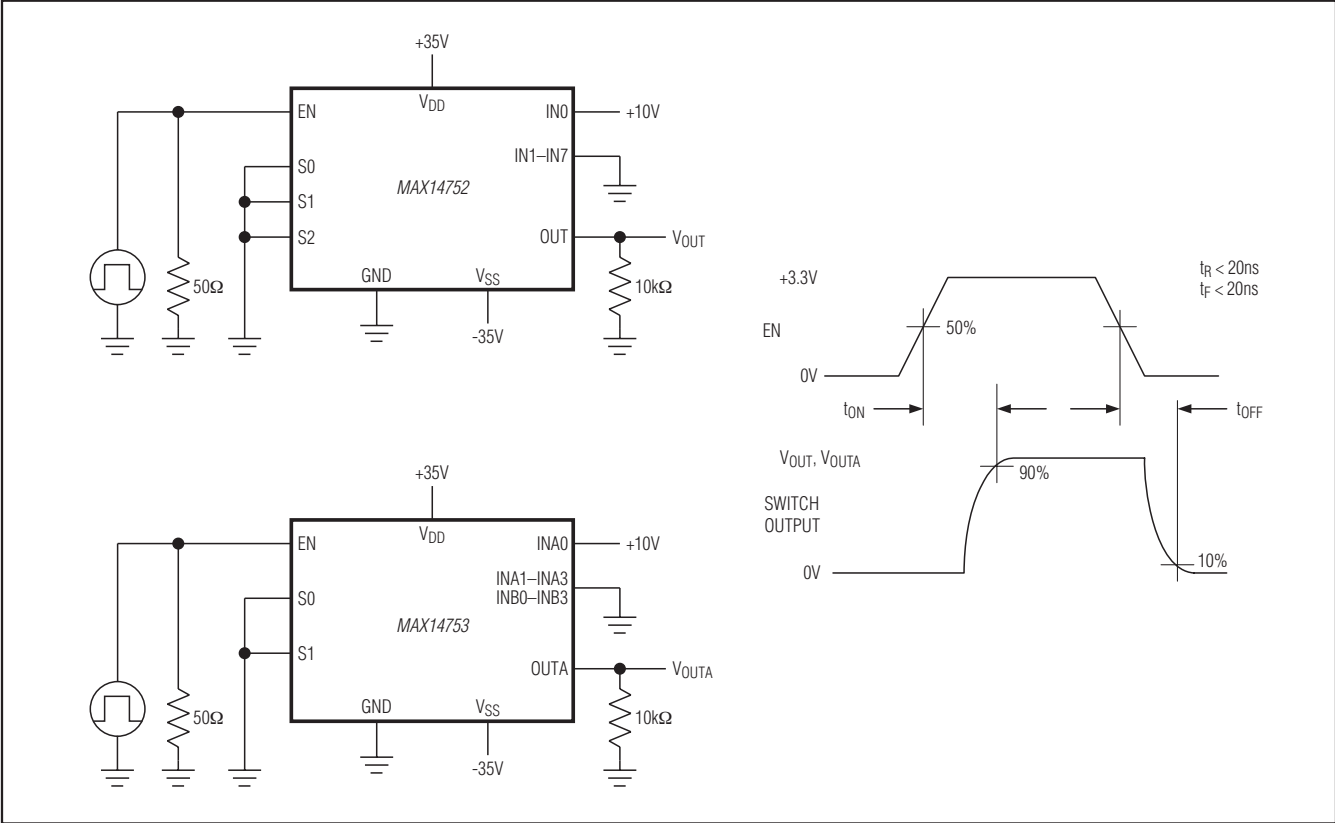 +35V
VDD
EN
IN0
+10V
S0
IN1–IN7
S1
MAX14752
S2
OUT
VOUT
50Ω
GND
VSS
10kΩ
-35V
+35V
VDD
EN
INA0
+10V
INA1–INA3
S0
INB0–INB3
MAX14753
S1
OUTA
VOUTA
50Ω
GND
VSS
10kΩ
-35V
+3.3V
tR < 20ns
tF < 20ns
EN
50%
0V
tON
tOFF
VOUT, VOUTA
90%
SWITCH
OUTPUT
10%
0V